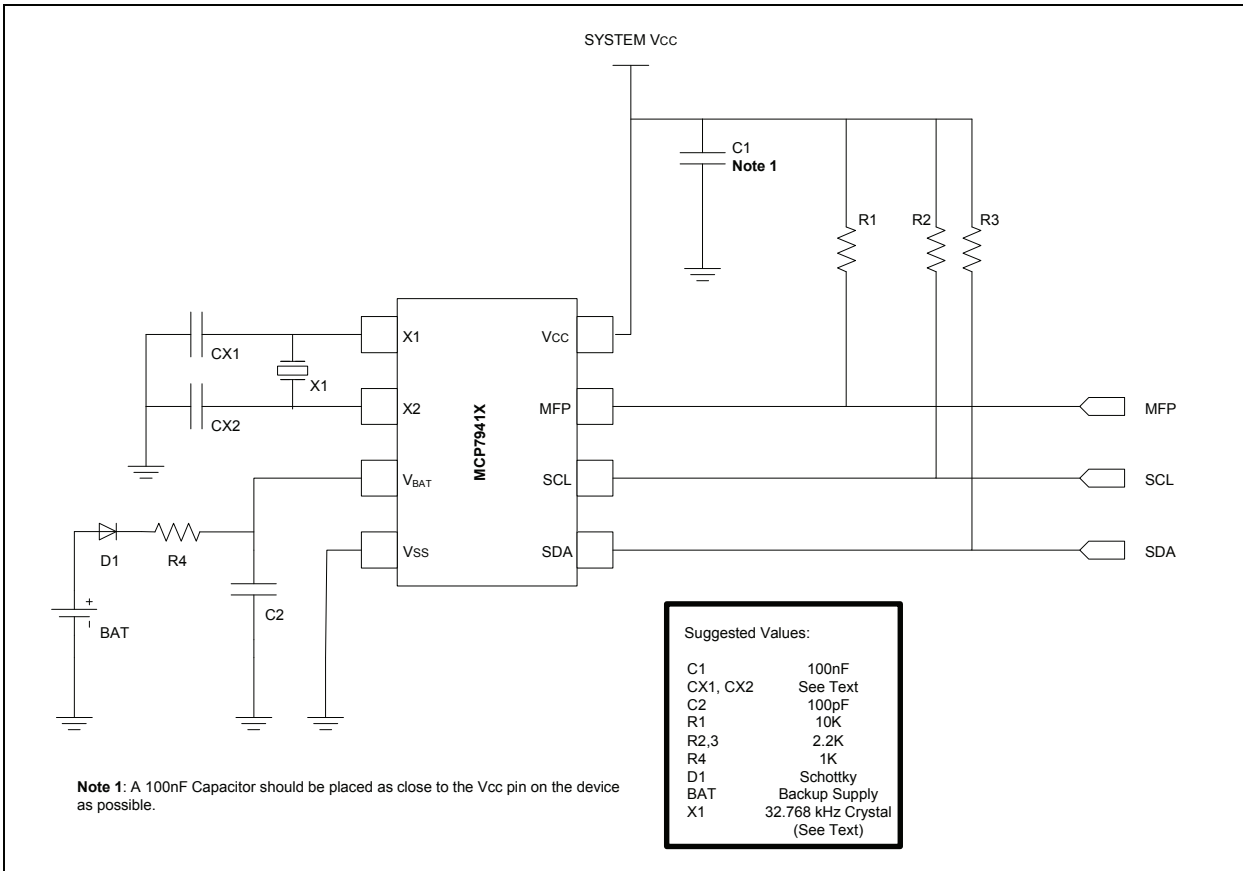 SYSTEM VCC
C1
Note 1
R1
R2
R3
CX1
X1
CX2
X1
X2
VBAT
VSS
MCP7941X
VCC
MFP
SCL
SDA
MFP
SCL
SDA
D1
R4
C2
+
-
BAT
Suggested Values:
C1 100nF
CX1, CX2 See Text
C2 100pF
R1 10K
R2,3 2.2K
R4 1K
D1 Schottky
BAT Backup Supply
X1 32.768 kHz Crystal
(See Text)
Note 1: A 100nF Capacitor should be placed as close to the Vcc pin on the device
as possible.